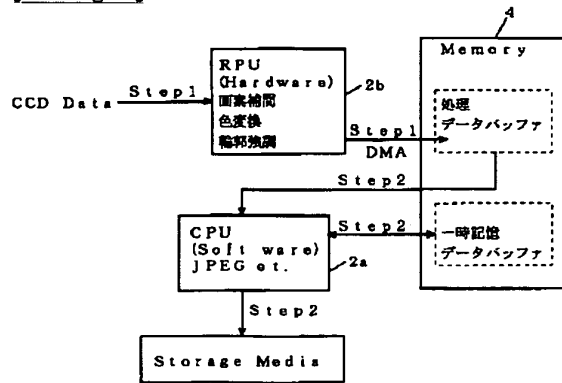 4
Memory
RPU
(Hardware)
画素補間
色変換
輪郭強調
2b
CCD Data
Step1
Step1
DMA
処理
データバッファ
Step2
CPU
(Soft ware)
JPEG et.
2a
Step2
一時記憶
データバッファ
Step2
Storage Media